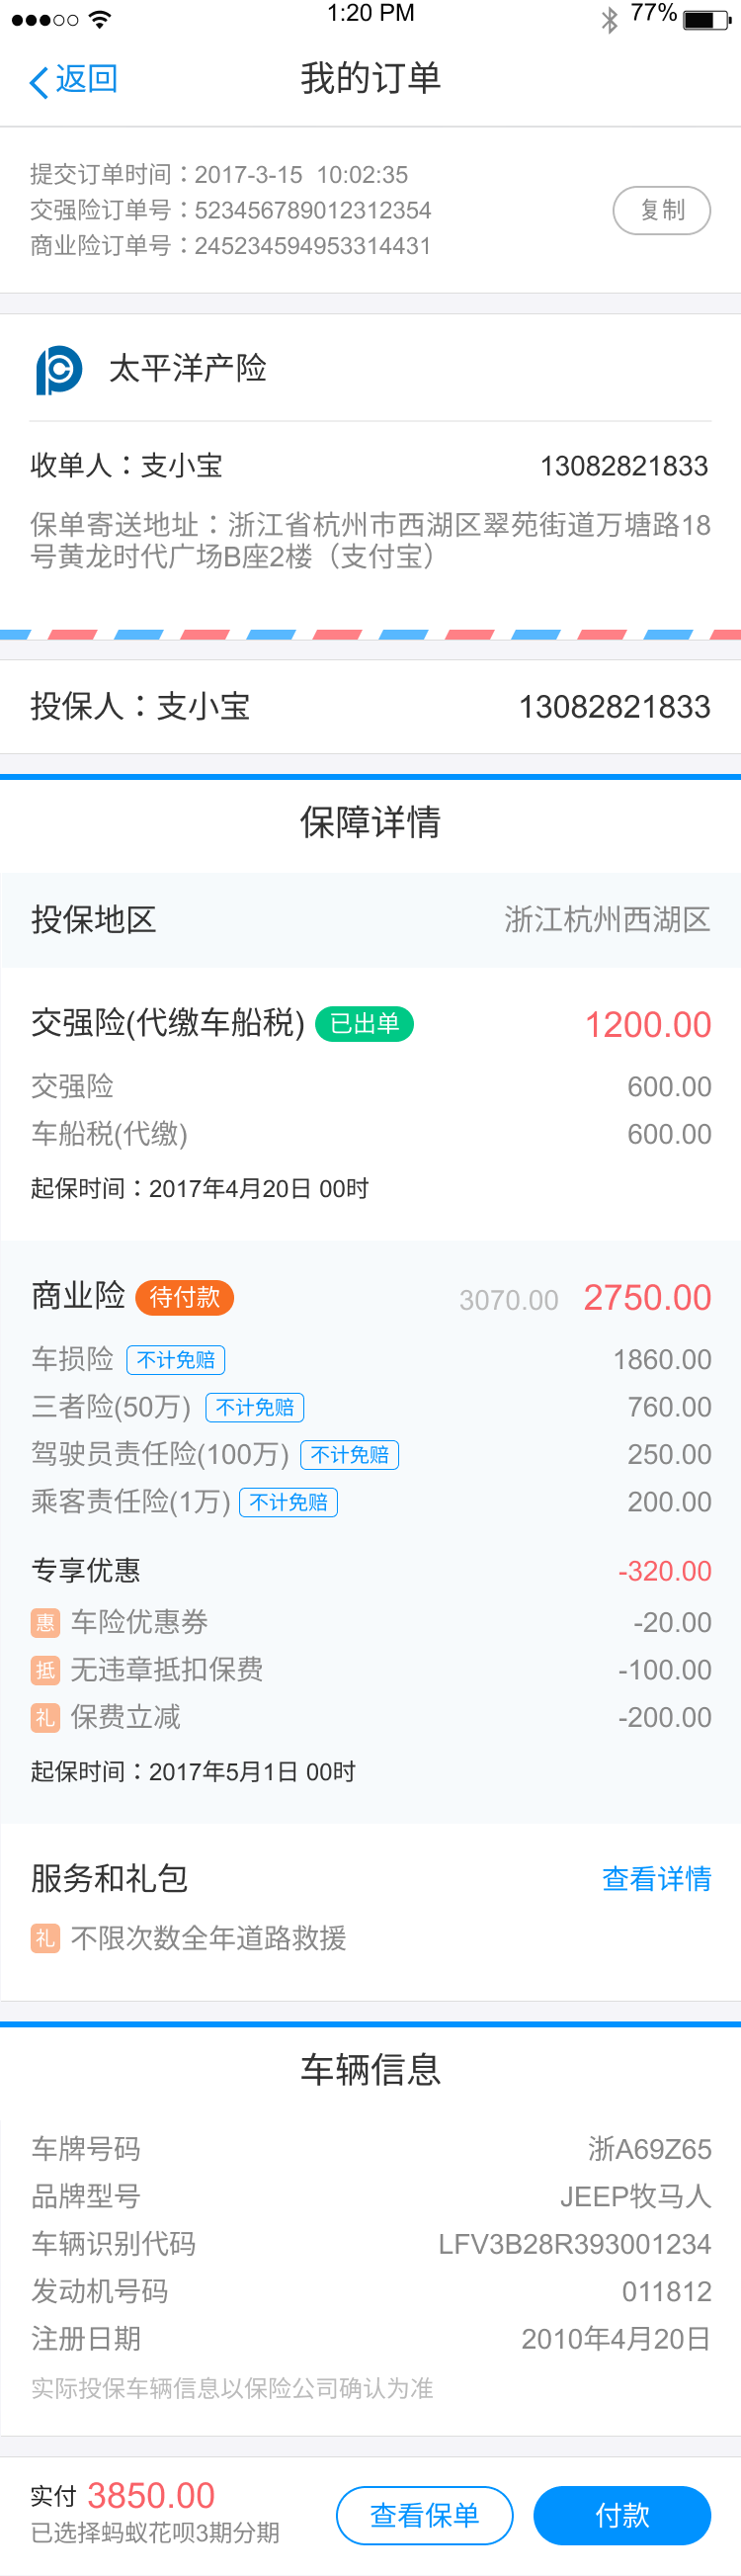 1:20 PM 77%
返回 我的订单
提交订单时间：2017-3-15 10:02:35
交强险订单号：523456789012312354
复制
商业险订单号：245234594953314431
太平洋产险
收单人：支小宝 13082821833
保单寄送地址：浙江省杭州市西湖区翠苑街道万塘路18
号黄龙时代广场B座2楼（支付宝）
投保人：支小宝 13082821833
保障详情
投保地区 浙江杭州西湖区
交强险(代缴车船税) 已出单 1200.00
交强险 600.00
车船税(代缴) 600.00
起保时间：2017年4月20日 00时
商业险 待付款 3070.00 2750.00
车损险 不计免赔 1860.00
三者险(50万) 不计免赔 760.00
驾驶员责任险(100万) 不计免赔 250.00
乘客责任险(1万) 不计免赔 200.00
专享优惠 -320.00
惠 车险优惠券 -20.00
抵 无违章抵扣保费 -100.00
礼 保费立减 -200.00
起保时间：2017年5月1日 00时
服务和礼包 查看详情
礼 不限次数全年道路救援
车辆信息
车牌号码 浙A69Z65
品牌型号 JEEP牧马人
车辆识别代码 LFV3B28R393001234
发动机号码 011812
注册日期 2010年4月20日
实际投保车辆信息以保险公司确认为准
实付 3850.00
已选择蚂蚁花呗3期分期
查看保单 付款